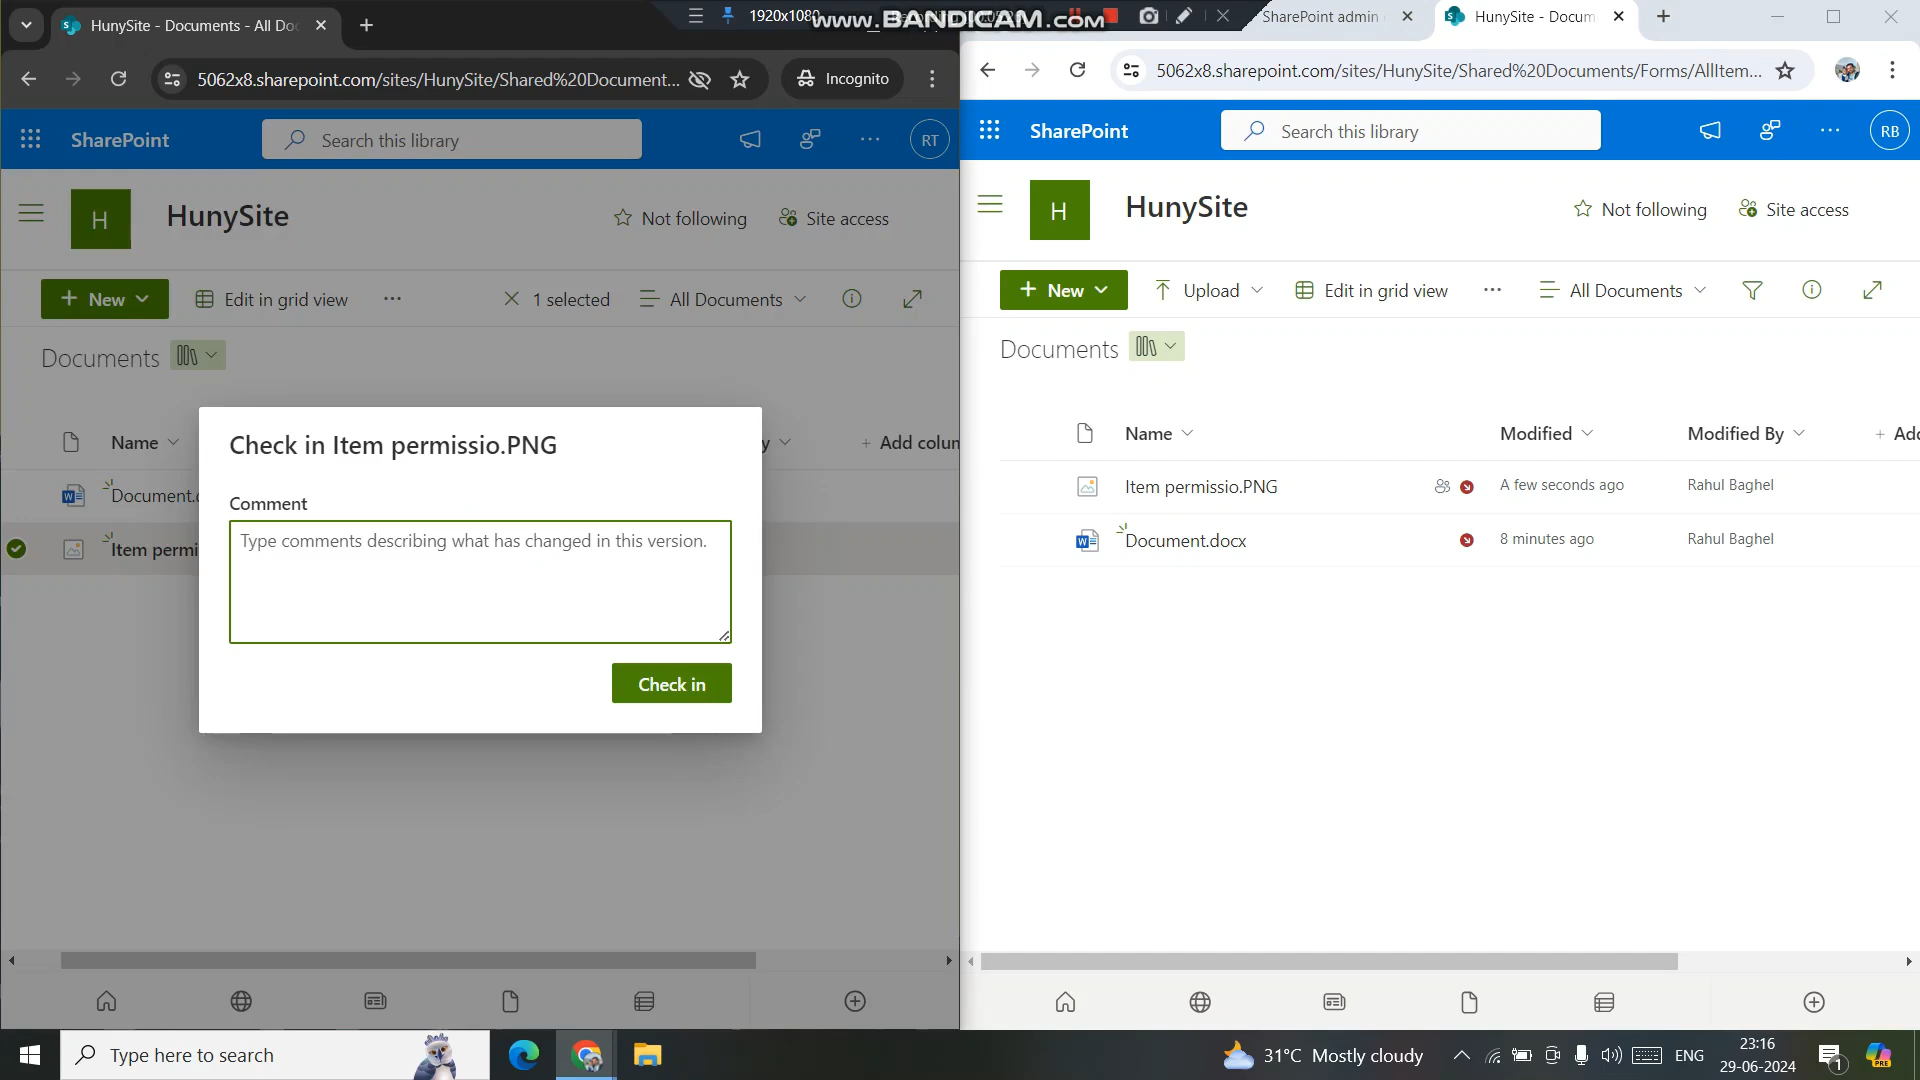 HunySite - Documents - All Doc
1920x1080
www.BANDICAM.com
SharePoint admin
HunySite - Docum
5062x8.sharepoint.com/sites/HunySite/Shared%20Document...
Incognito
5062x8.sharepoint.com/sites/HunySite/Shared%20Documents/Forms/AllItem...
SharePoint
Search this library
RT
SharePoint
Search this library
RB
H
HunySite
Not following
Site access
H
HunySite
Not following
Site access
New
Edit in grid view
1 selected
All Documents
New
Upload
Edit in grid view
All Documents
Documents
Documents
Name
y
Add colum
Document.
Item permi
Check in Item permissio.PNG
Comment
Type comments describing what has changed in this version.
Check in
Name
Modified
Modified By
Add
Item permissio.PNG
A few seconds ago
Rahul Baghel
Document.docx
8 minutes ago
Rahul Baghel
Type here to search
31°C Mostly cloudy
ENG
23:16
29-06-2024
1
PRE